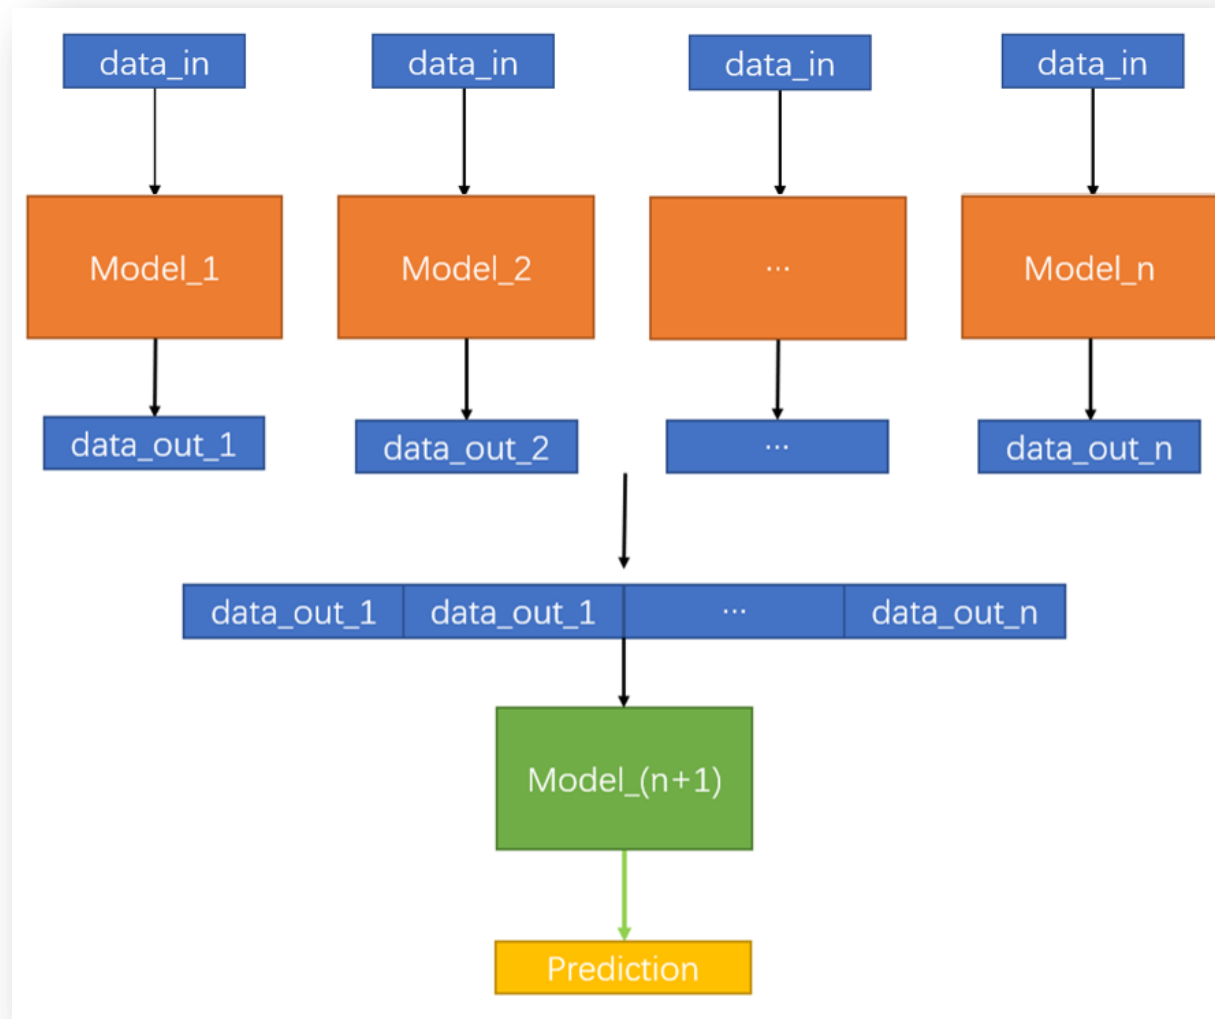 data_in
data_in
data_in
data_in
Model_1
Model_2
...
Model_n
data_out_1
data_out_2
...
data_out_n
data_out_1
data_out_1
...
data_out_n
Model_(n+1)
Prediction